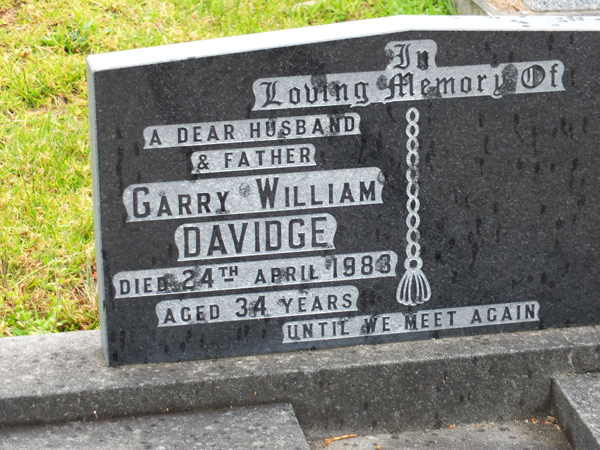 In
Loving Memory Of
A DEAR HUSBAND
& FATHER
GARRY WILLIAM
DAVIDGE
DIED 24TH APRIL 1983
AGED 34 YEARS
UNTIL WE MEET AGAIN